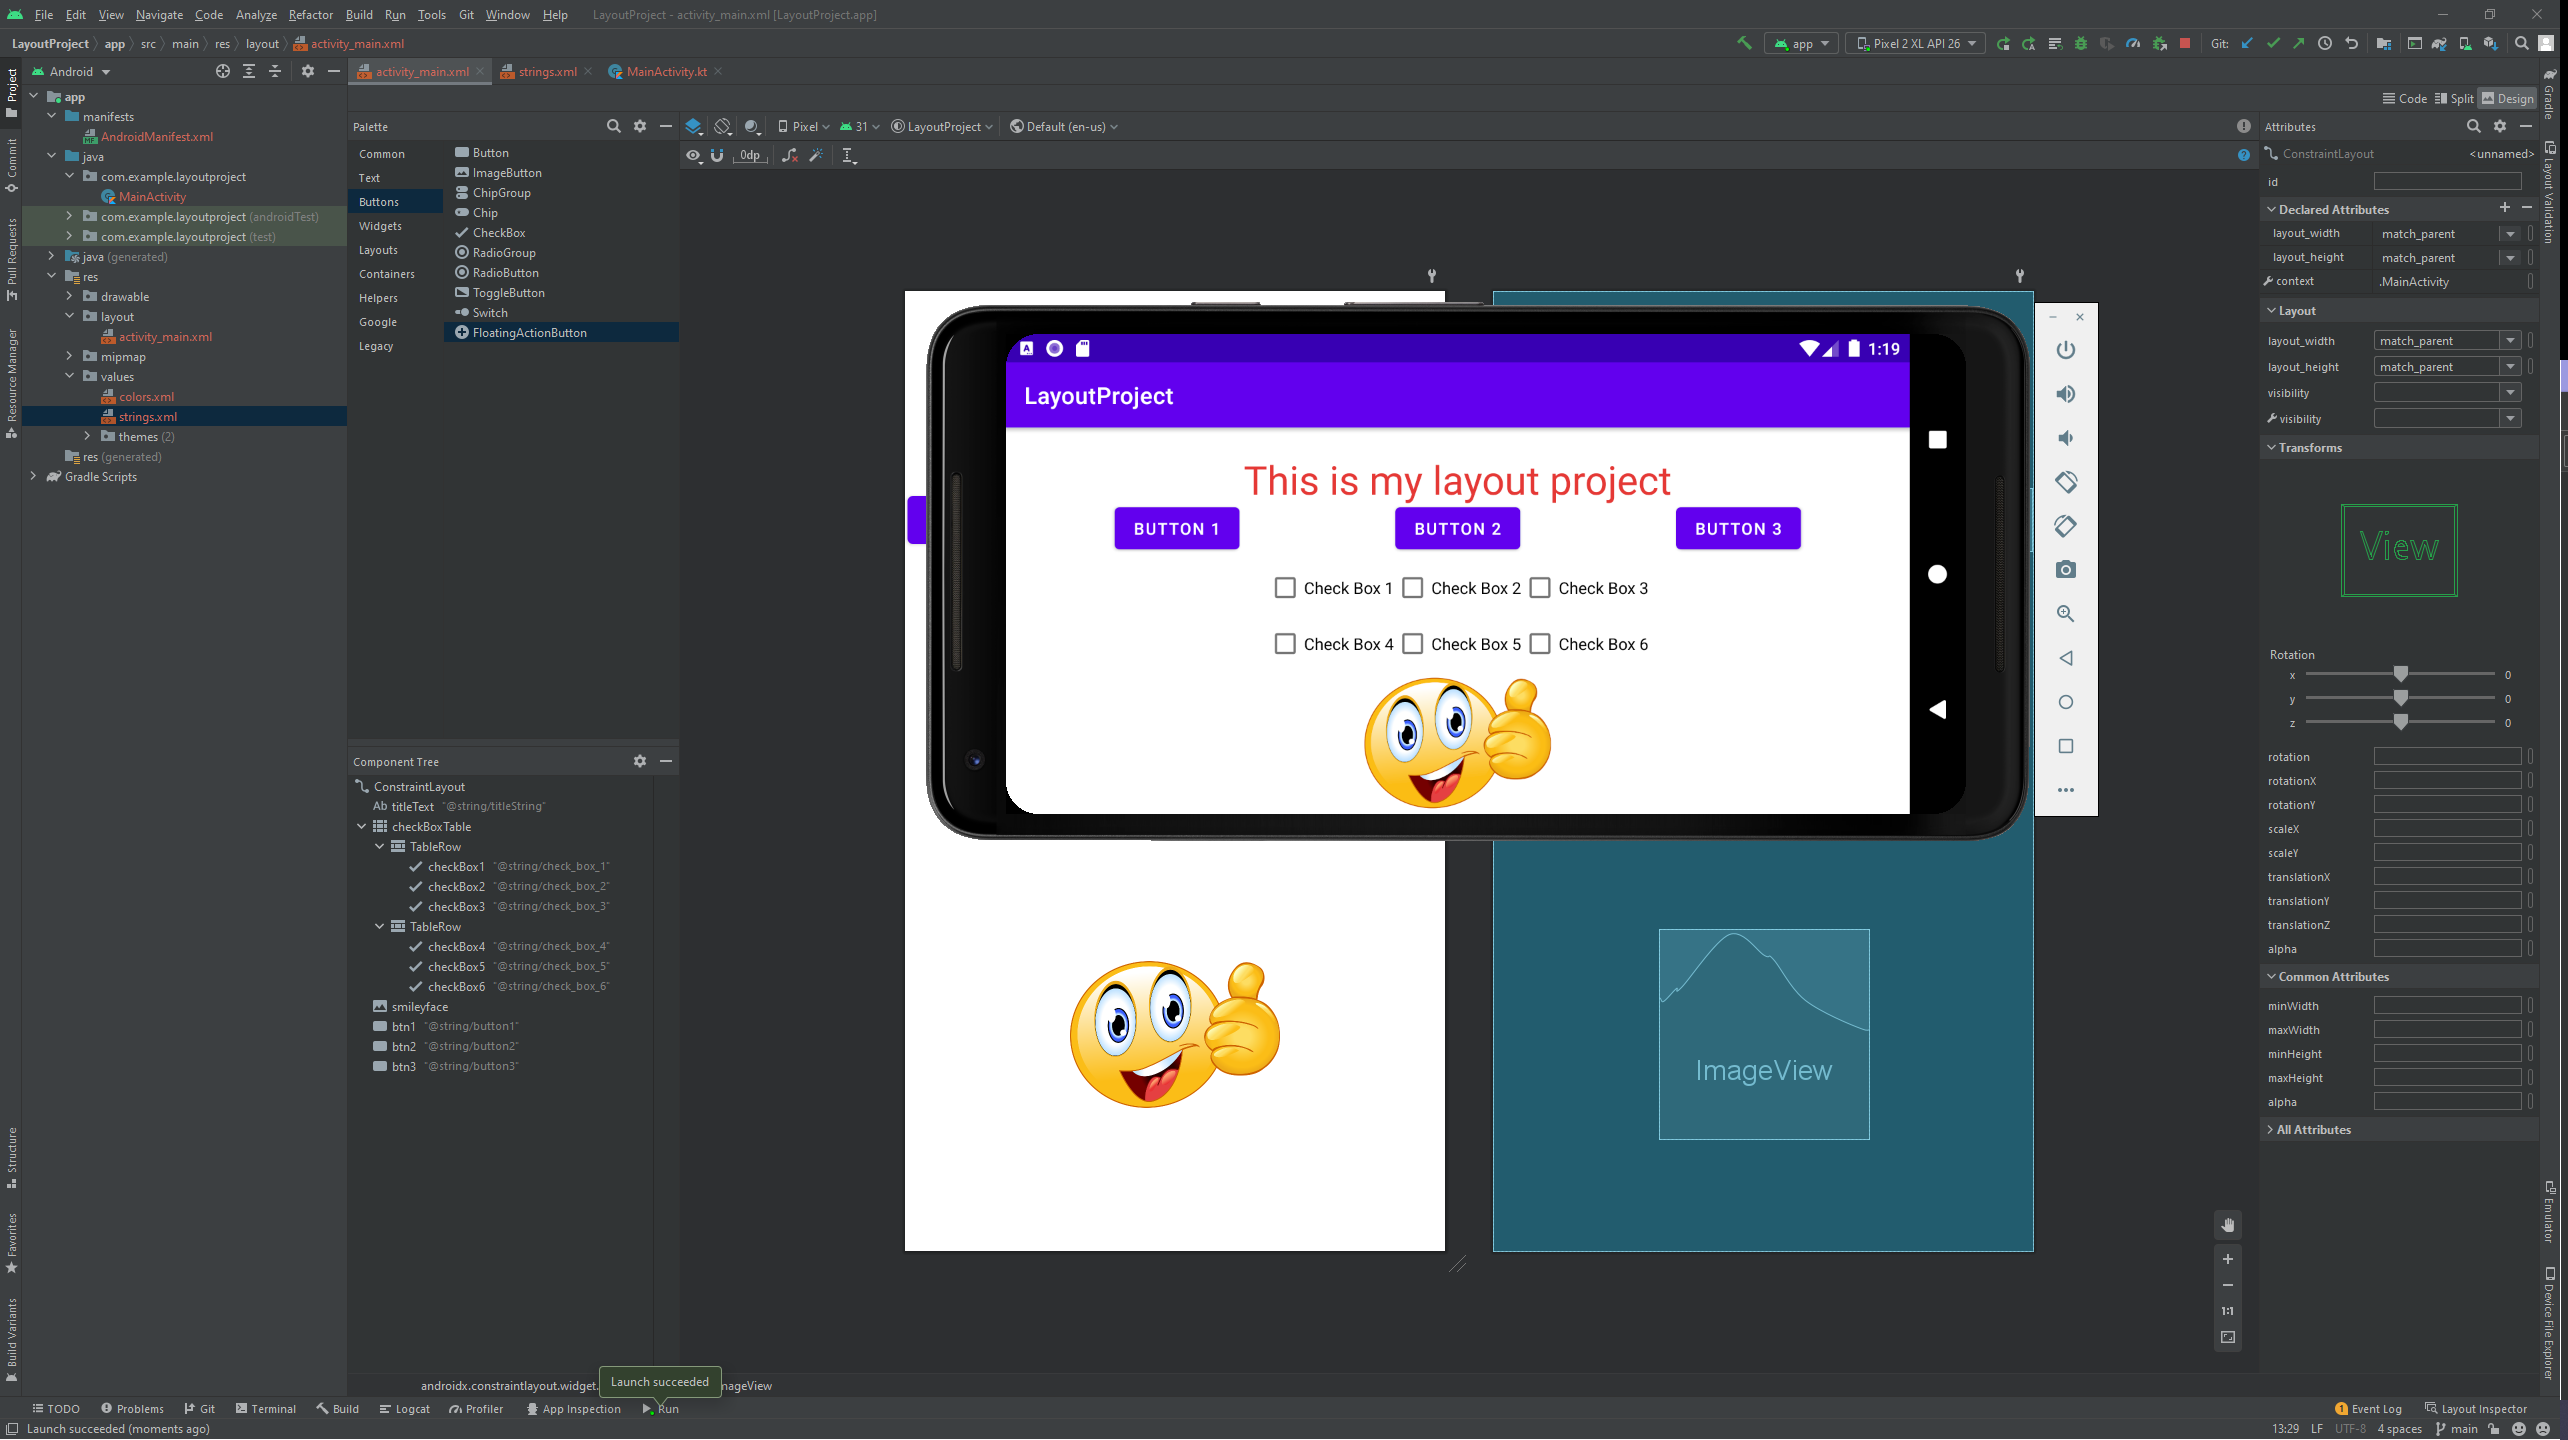 File Edit View Navigate Code Analyze Refactor Build Run Tools Git Window Help LayoutProject - activity_main.xml [LayoutProject.app]
LayoutProject app src main res layout activity_main.xml app Pixel 2 XL API 26 Git:
Android activity_main.xml strings.xml MainActivity.kt
Project
Commit
Pull Requests
Resource Manager
Structure
Favorites
Build Variants
app
manifests
AndroidManifest.xml
java
com.example.layoutproject
MainActivity
com.example.layoutproject (androidTest)
com.example.layoutproject (test)
java (generated)
res
drawable
layout
activity_main.xml
mipmap
values
colors.xml
strings.xml
themes (2)
res (generated)
Gradle Scripts
Code Split Design
Palette
Common
Text
Buttons
Widgets
Layouts
Containers
Helpers
Google
Legacy
Button
ImageButton
ChipGroup
Chip
CheckBox
RadioGroup
RadioButton
ToggleButton
Switch
FloatingActionButton
Pixel 31 LayoutProject Default (en-us)
0dp
Component Tree
ConstraintLayout
Ab titleText "@string/titleString"
checkBoxTable
TableRow
checkBox1 "@string/check_box_1"
checkBox2 "@string/check_box_2"
checkBox3 "@string/check_box_3"
TableRow
checkBox4 "@string/check_box_4"
checkBox5 "@string/check_box_5"
checkBox6 "@string/check_box_6"
smileyface
btn1 "@string/button1"
btn2 "@string/button2"
btn3 "@string/button3"
1:19
LayoutProject
This is my layout project
BUTTON 1 BUTTON 2 BUTTON 3
Check Box 1 Check Box 2 Check Box 3
Check Box 4 Check Box 5 Check Box 6
ImageView
1:1
Attributes
ConstraintLayout <unnamed>
id
Declared Attributes
layout_width match_parent
layout_height match_parent
context .MainActivity
Layout
layout_width match_parent
layout_height match_parent
visibility
visibility
Transforms
View
Rotation
x 0
y 0
z 0
rotation
rotationX
rotationY
scaleX
scaleY
translationX
translationY
translationZ
alpha
Common Attributes
minWidth
maxWidth
minHeight
maxHeight
alpha
All Attributes
Gradle
Layout Validation
Emulator
Device File Explorer
androidx.constraintlayout.widget. Launch succeeded nageView
TODO Problems Git Terminal Build Logcat Profiler App Inspection Run 1 Event Log Layout Inspector
Launch succeeded (moments ago) 13:29 LF UTF-8 4 spaces main